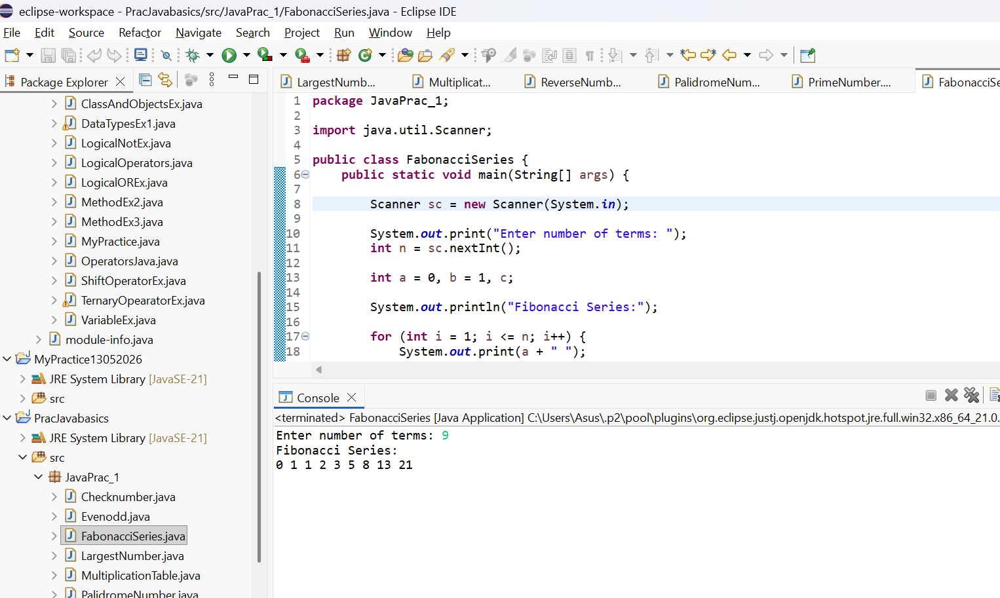 eclipse-workspace - PracJavabasics/src/JavaPrac_1/FabonacciSeries.java - Eclipse IDE
File Edit Source Refactor Navigate Search Project Run Window Help
Package Explorer
ClassAndObjectsEx.java
DataTypesEx1.java
LogicalNotEx.java
LogicalOperators.java
LogicalOREx.java
MethodEx2.java
MethodEx3.java
MyPractice.java
OperatorsJava.java
ShiftOperatorEx.java
TernaryOpearatorEx.java
VariableEx.java
module-info.java
MyPractice13052026
JRE System Library [JavaSE-21]
src
PracJavabasics
JRE System Library [JavaSE-21]
src
JavaPrac_1
Checknumber.java
Evenodd.java
FabonacciSeries.java
LargestNumber.java
MultiplicationTable.java
PalidromeNumber.java
LargestNumb... Multiplicat... ReverseNumb... PalidromeNum... PrimeNumber.... FabonacciSe
1 package JavaPrac_1;
2
3 import java.util.Scanner;
4
5 public class FabonacciSeries {
6 public static void main(String[] args) {
7
8 Scanner sc = new Scanner(System.in);
9
10 System.out.print("Enter number of terms: ");
11 int n = sc.nextInt();
12
13 int a = 0, b = 1, c;
14
15 System.out.println("Fibonacci Series:");
16
17 for (int i = 1; i <= n; i++) {
18 System.out.print(a + " ");
Console
<terminated> FabonacciSeries [Java Application] C:\Users\Asus\.p2\pool\plugins\org.eclipse.justj.openjdk.hotspot.jre.full.win32.x86_64_21.0.
Enter number of terms: 9
Fibonacci Series:
0 1 1 2 3 5 8 13 21